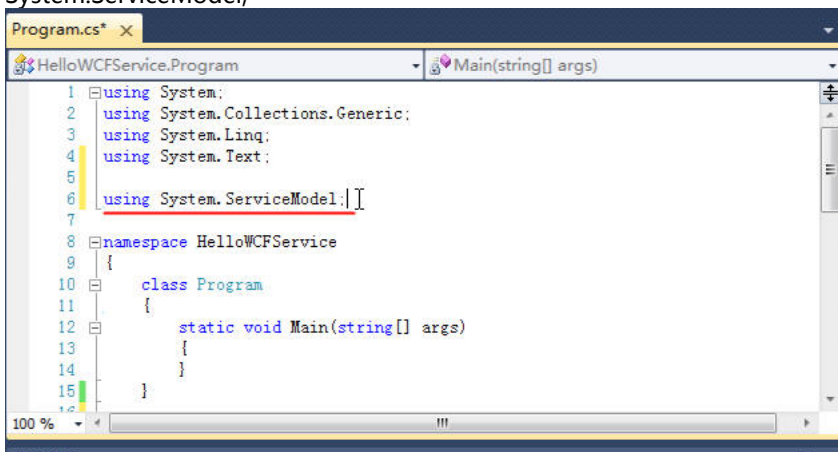 System.ServiceModel;
Program.cs* ×
HelloWCFService.Program Main(string[] args)
1 using System;
2 using System.Collections.Generic;
3 using System.Linq;
4 using System.Text;
5
6 using System.ServiceModel;
7
8 namespace HelloWCFService
9 {
10 class Program
11 {
12 static void Main(string[] args)
13 {
14 }
15 }
16
100 %